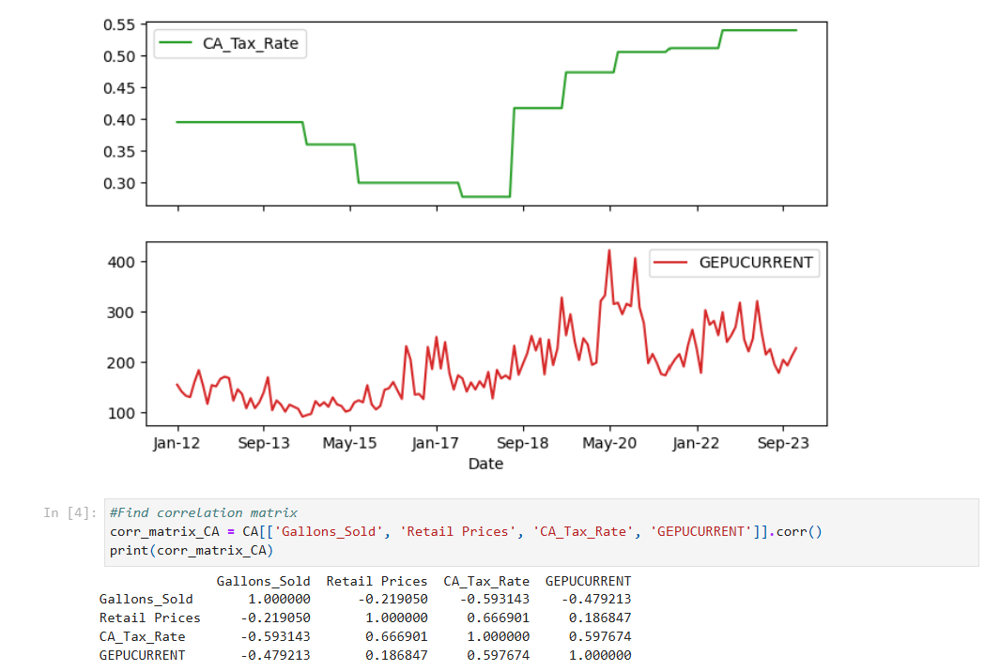 0.55
CA_Tax_Rate
0.50
0.45
0.40
0.35
0.30
400
GEPUCURRENT
300
200
100
Jan-12 Sep-13 May-15 Jan-17 Sep-18 May-20 Jan-22 Sep-23
Date
In [4]: #Find correlation matrix
corr_matrix_CA = CA[['Gallons_Sold', 'Retail Prices', 'CA_Tax_Rate', 'GEPUCURRENT']].corr()
print(corr_matrix_CA)
Gallons_Sold Retail Prices CA_Tax_Rate GEPUCURRENT
Gallons_Sold 1.000000 -0.219050 -0.593143 -0.479213
Retail Prices -0.219050 1.000000 0.666901 0.186847
CA_Tax_Rate -0.593143 0.666901 1.000000 0.597674
GEPUCURRENT -0.479213 0.186847 0.597674 1.000000